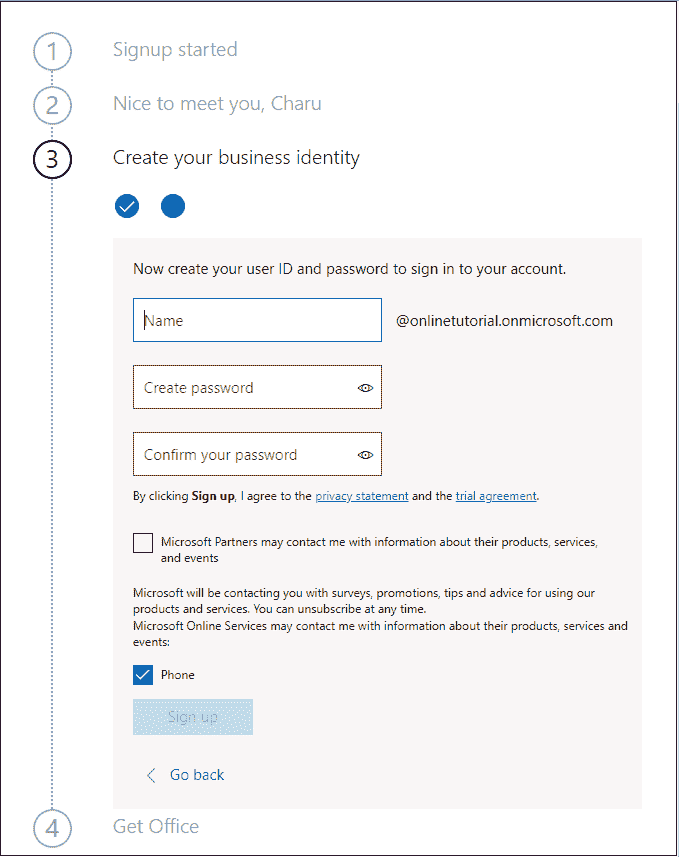 1 Signup started
2 Nice to meet you, Charu
3 Create your business identity
Now create your user ID and password to sign in to your account.
Name @onlinetutorial.onmicrosoft.com
Create password
Confirm your password
By clicking Sign up, I agree to the privacy statement and the trial agreement.
Microsoft Partners may contact me with information about their products, services,
and events
Microsoft will be contacting you with surveys, promotions, tips and advice for using our
products and services. You can unsubscribe at any time.
Microsoft Online Services may contact me with information about their products, services and
events:
Phone
Sign up
Go back
4 Get Office